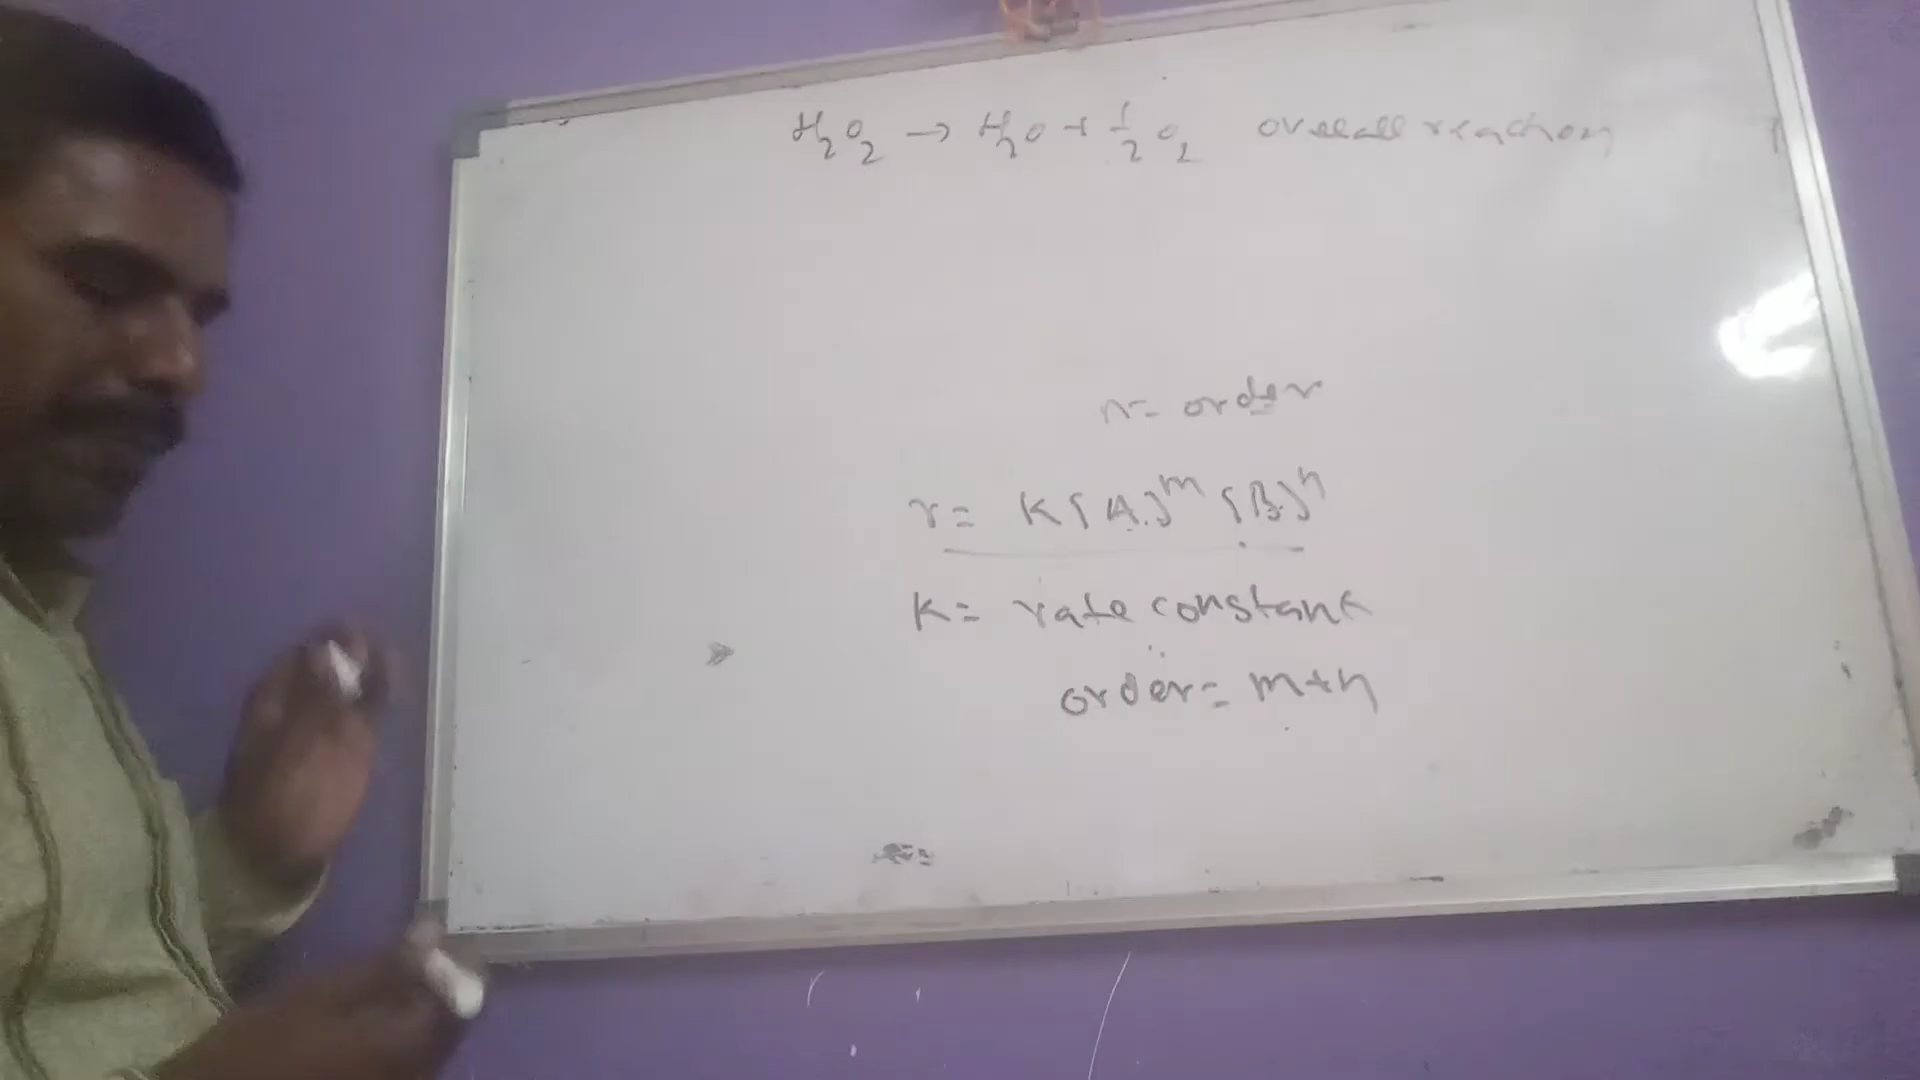 H₂O₂ → H₂O + 1/2 O₂ overall reaction
n= order
r= K[A]ᵐ [B]ⁿ
K= rate constant
order= m+n